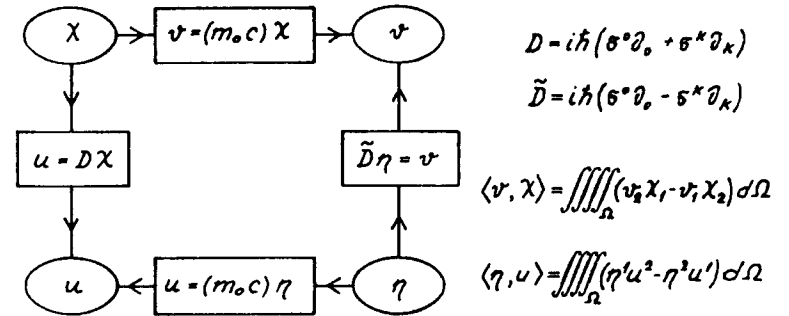 χ
v = (m₀c) χ
v
u = Dχ
D̃η = v
u
u = (m₀c) η
η
D = iħ(σ⁰∂₀ + σᵏ∂ₖ)
D̃ = iħ(σ⁰∂₀ - σᵏ∂ₖ)
⟨v, χ⟩ = ∫∫∫∫_Ω (v₂χ₁ - v₁χ₂) dΩ
⟨η, u⟩ = ∫∫∫∫_Ω (η¹u² - η²u¹) dΩ